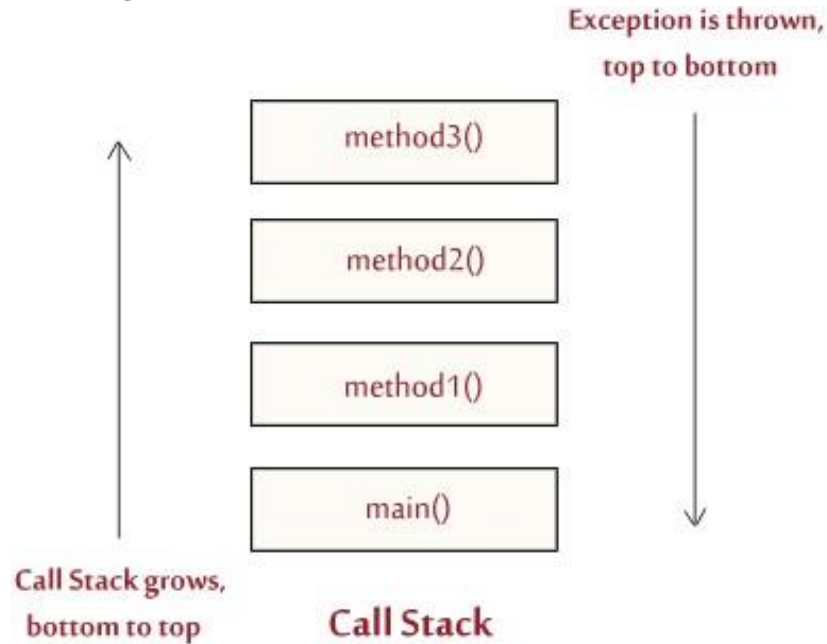 Exception is thrown,
top to bottom
method3()
method2()
method1()
main()
Call Stack grows,
bottom to top
Call Stack